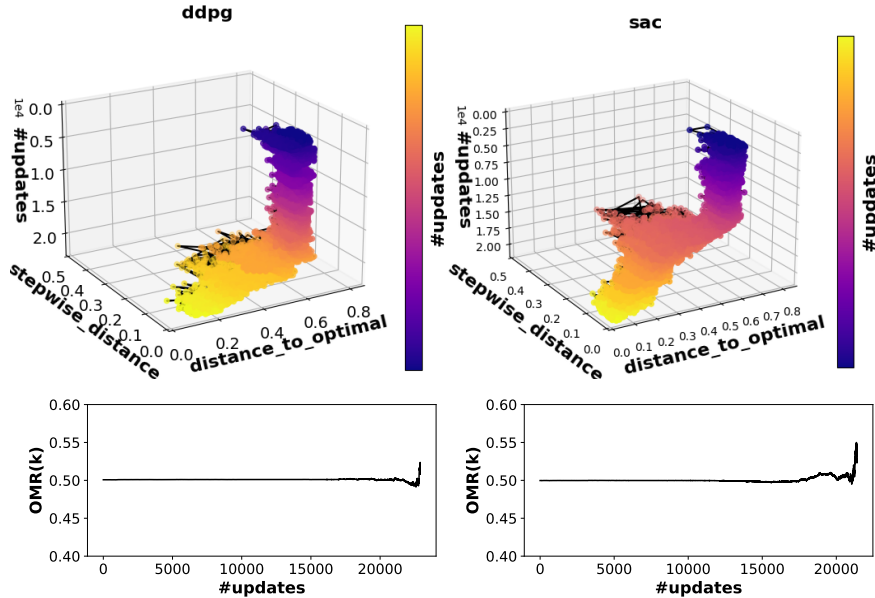 ddpg
sac
1e4
0.0
0.5
1.0
1.5
2.0
#updates
0.5
0.4
0.3
0.2
0.1
0.0
stepwise_distance
0.0
0.2
0.4
0.6
0.8
distance_to_optimal
#updates
1e4
0.00
0.25
0.50
0.75
1.00
1.25
1.50
1.75
2.00
#updates
0.5
0.4
0.3
0.2
0.1
0.0
stepwise_distance
0.0 0.1 0.2 0.3 0.4 0.5 0.6 0.7 0.8
distance_to_optimal
#updates
0.60
0.55
0.50
0.45
0.40
OMR(k)
0 5000 10000 15000 20000
#updates
0.60
0.55
0.50
0.45
0.40
OMR(k)
0 5000 10000 15000 20000
#updates